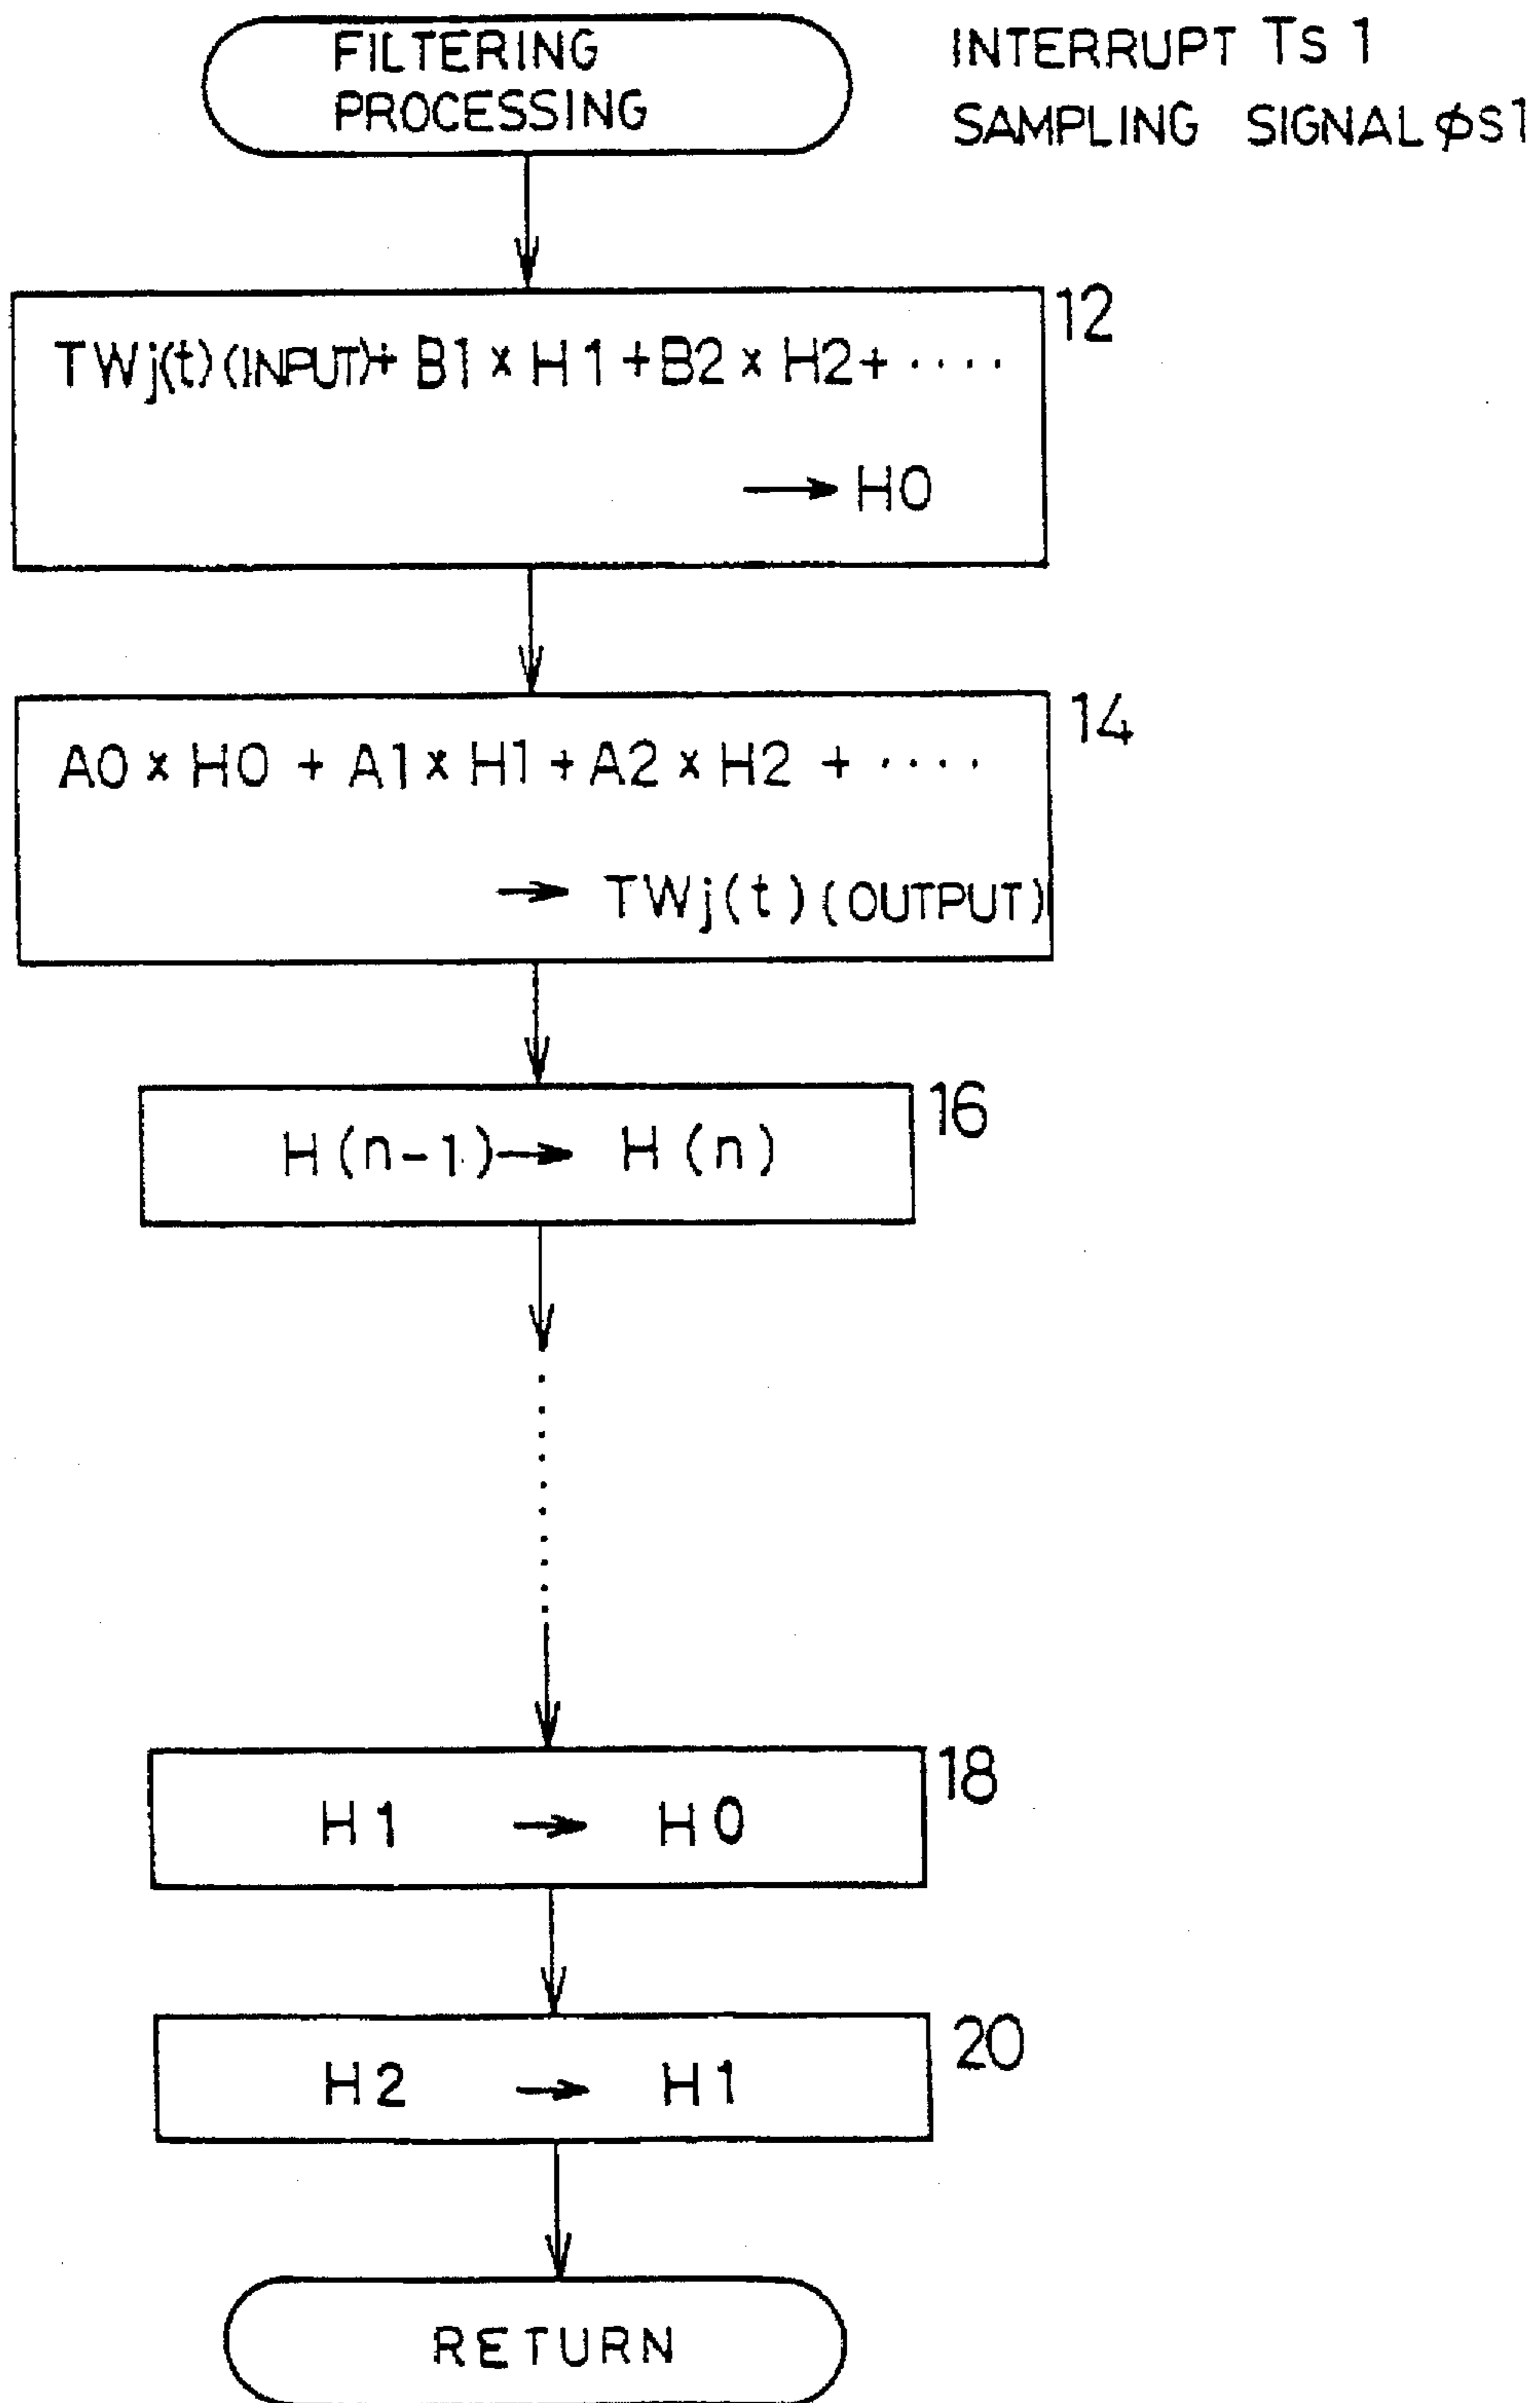 FILTERING
PROCESSING
INTERRUPT Ts 1
SAMPLING SIGNAL φs1
12
TWj(t) (INPUT)+ B1 × H1 + B2 × H2 + ····
→ H0
14
A0 × H0 + A1 × H1 + A2 × H2 + ····
→ TWj(t) (OUTPUT)
16
H(n-1) → H(n)
18
H1 → H0
20
H2 → H1
RETURN